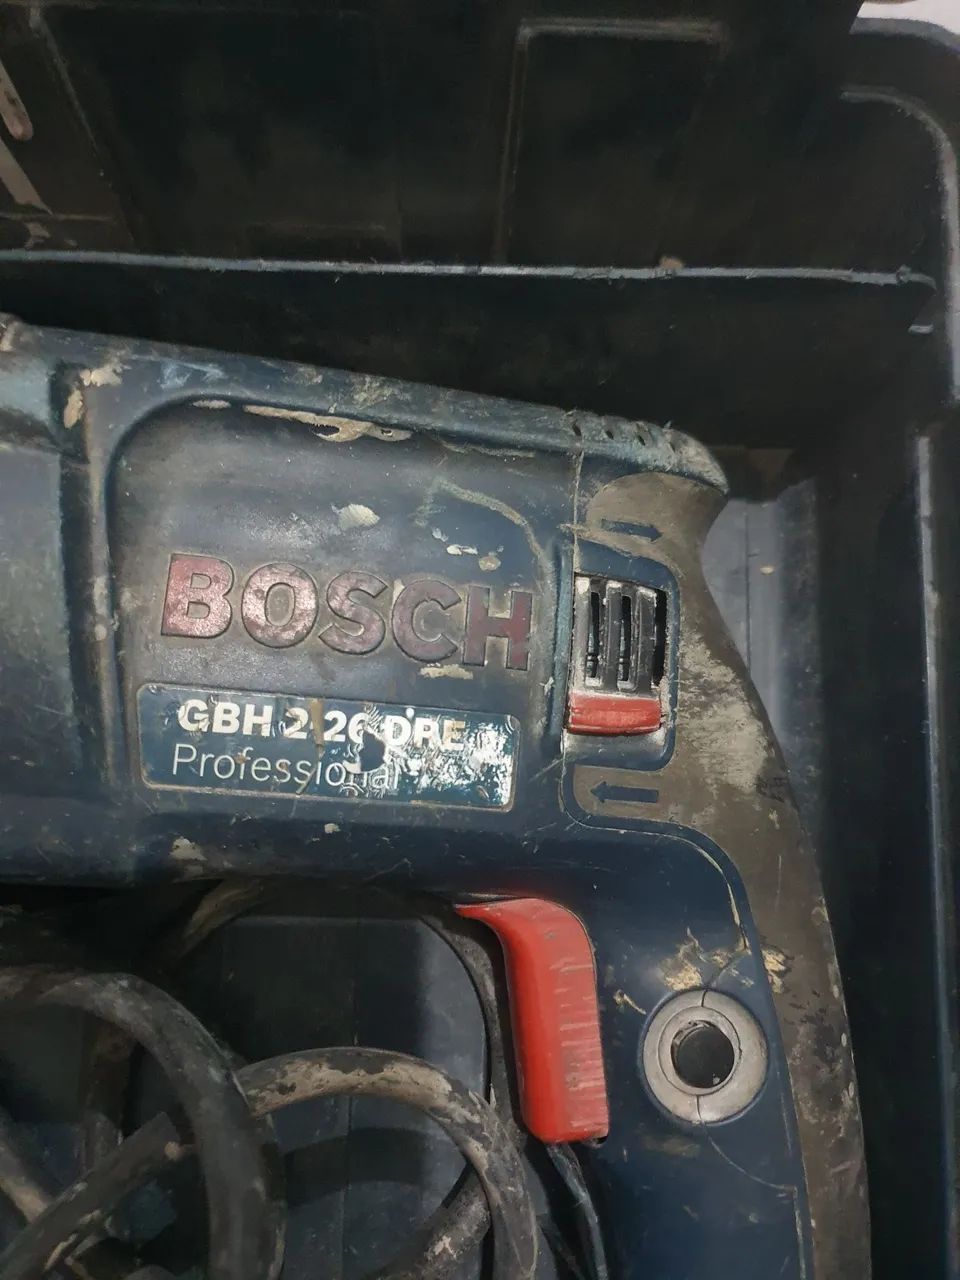 BOSCH
GBH 2-26 DRE
Professional